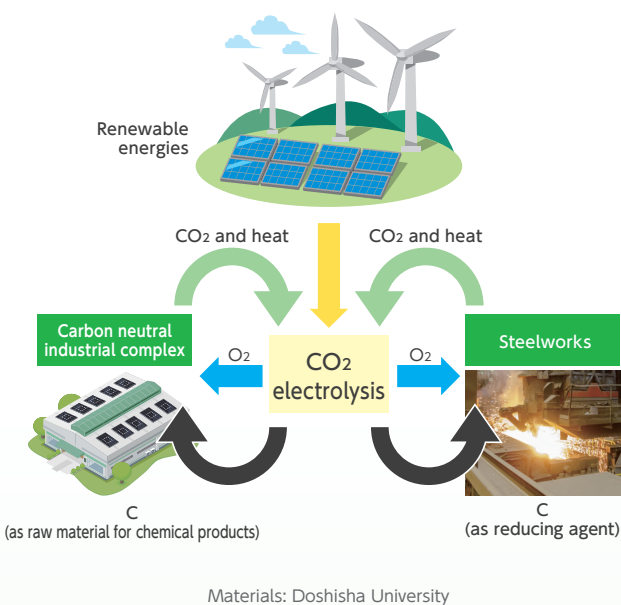 Renewable
energies
CO2 and heat
CO2 and heat
Carbon neutral
industrial complex
O2
CO2
electrolysis
O2
Steelworks
C
(as raw material for chemical products)
C
(as reducing agent)
Materials: Doshisha University